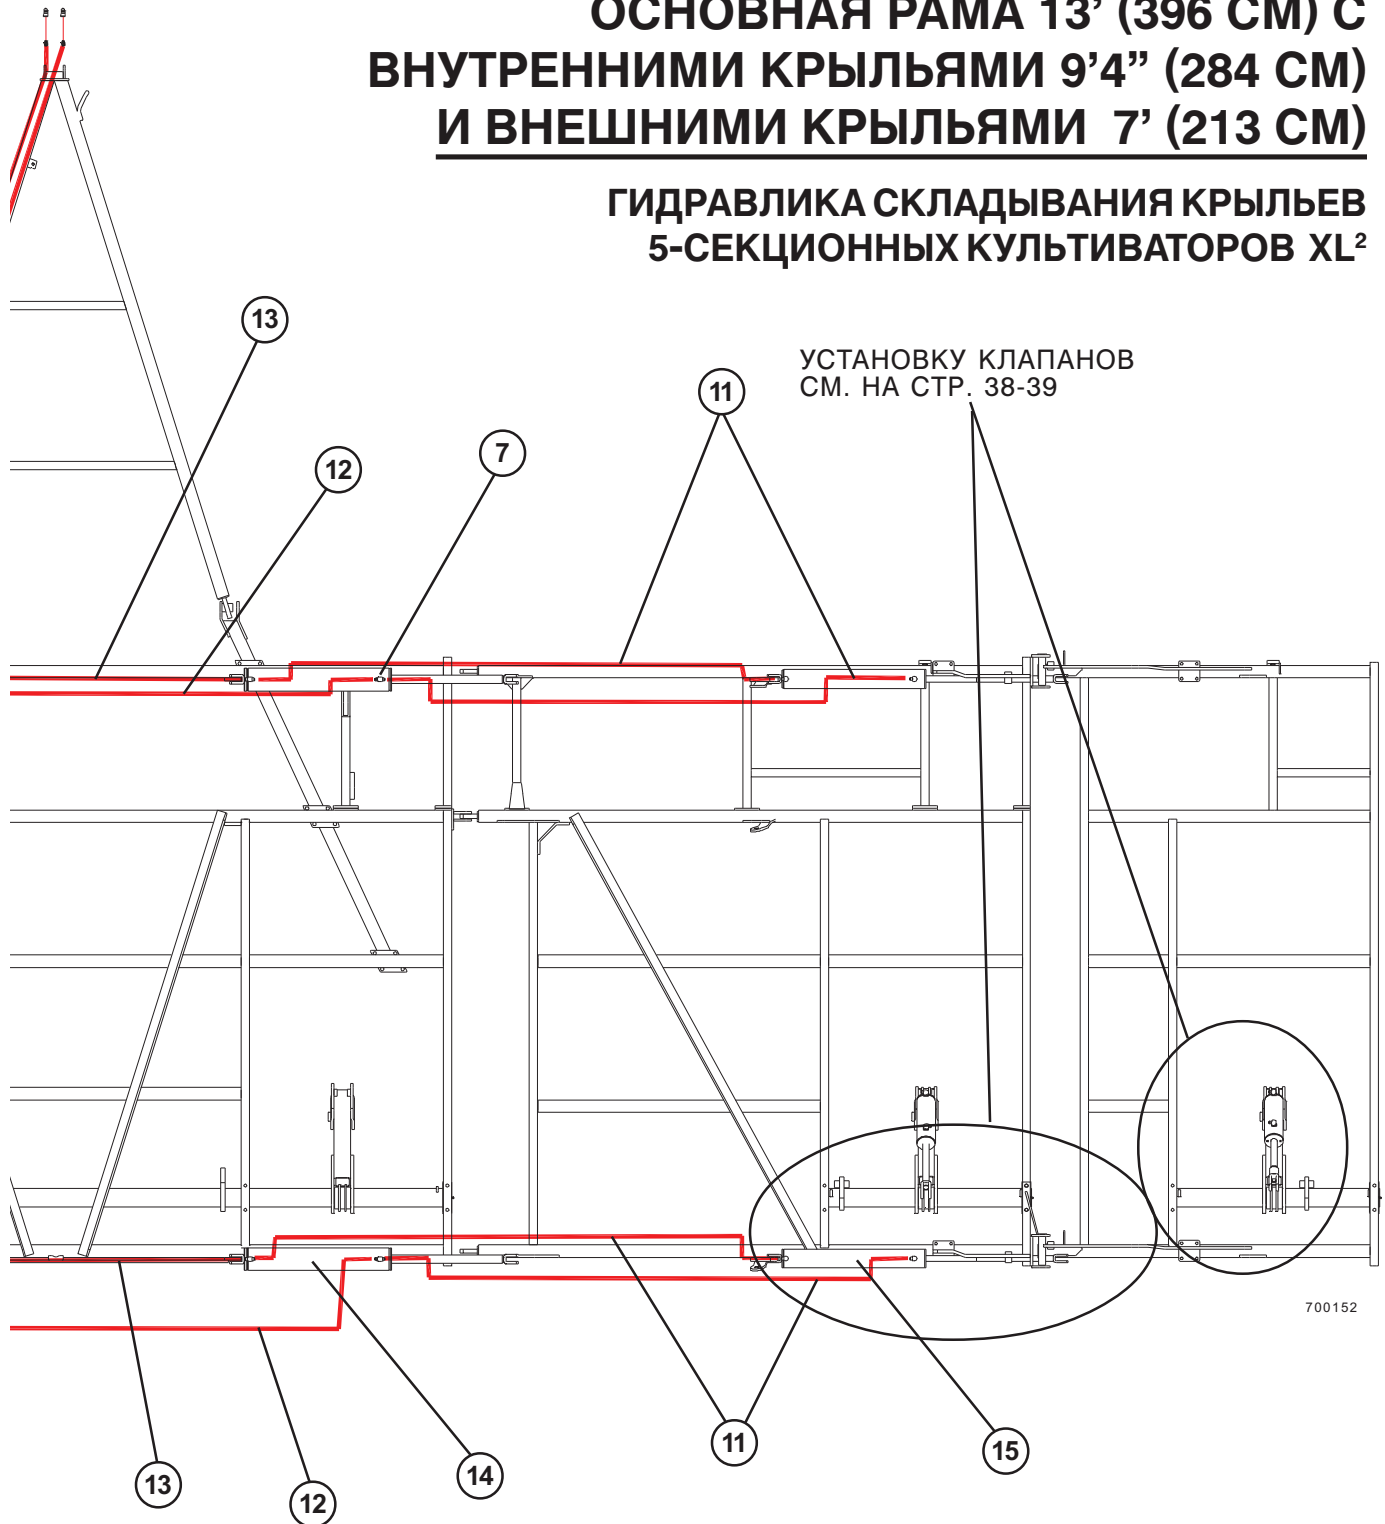 ОСНОВНАЯ РАМА 13’ (396 СМ) С
ВНУТРЕННИМИ КРЫЛЬЯМИ 9’4” (284 СМ)
И ВНЕШНИМИ КРЫЛЬЯМИ 7’ (213 СМ)
ГИДРАВЛИКА СКЛАДЫВАНИЯ КРЫЛЬЕВ
5-СЕКЦИОННЫХ КУЛЬТИВАТОРОВ XL²
13
УСТАНОВКУ КЛАПАНОВ
СМ. НА СТР. 38-39
11
7
12
700152
11
15
14
13
12